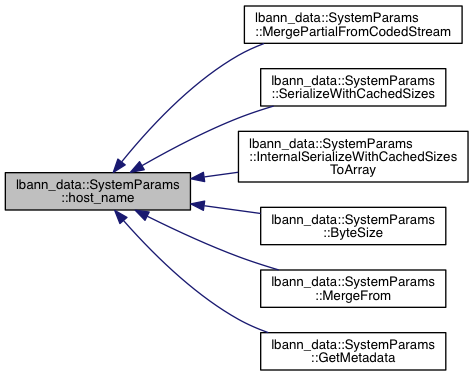 lbann_data::SystemParams
::MergePartialFromCodedStream
lbann_data::SystemParams
::SerializeWithCachedSizes
lbann_data::SystemParams
::InternalSerializeWithCachedSizes
ToArray
lbann_data::SystemParams
::host_name
lbann_data::SystemParams
::ByteSize
lbann_data::SystemParams
::MergeFrom
lbann_data::SystemParams
::GetMetadata